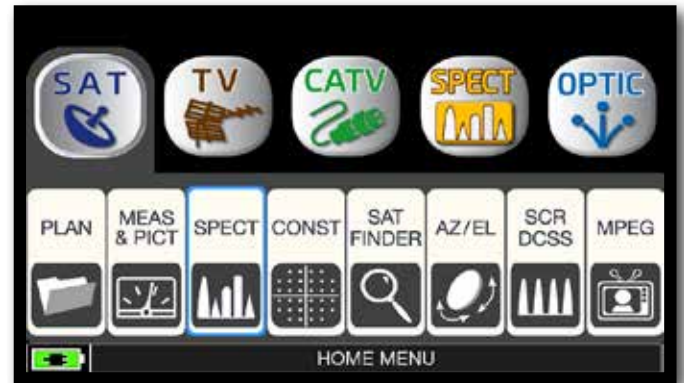 SAT
TV
CATV
SPECT
OPTIC
PLAN
MEAS
& PICT
SPECT
CONST
SAT
FINDER
AZ/EL
SCR
DCSS
MPEG
HOME MENU